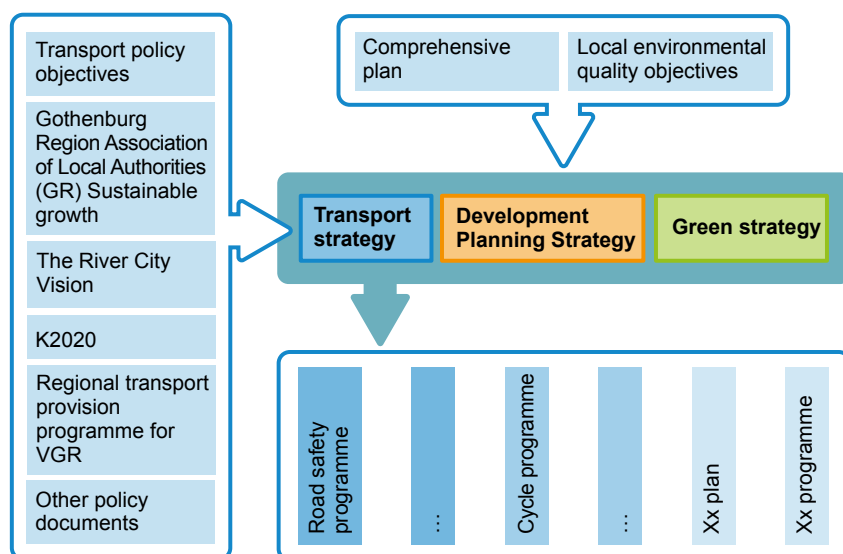 Transport policy
objectives
Gothenburg
Region Association
of Local Authorities
(GR) Sustainable
growth
The River City
Vision
K2020
Regional transport
provision
programme for
VGR
Other policy
documents
Comprehensive
plan
Local environmental
quality objectives
Transport
strategy
Development
Planning Strategy
Green strategy
Road safety
programme
...
Cycle programme
...
Xx plan
Xx programme